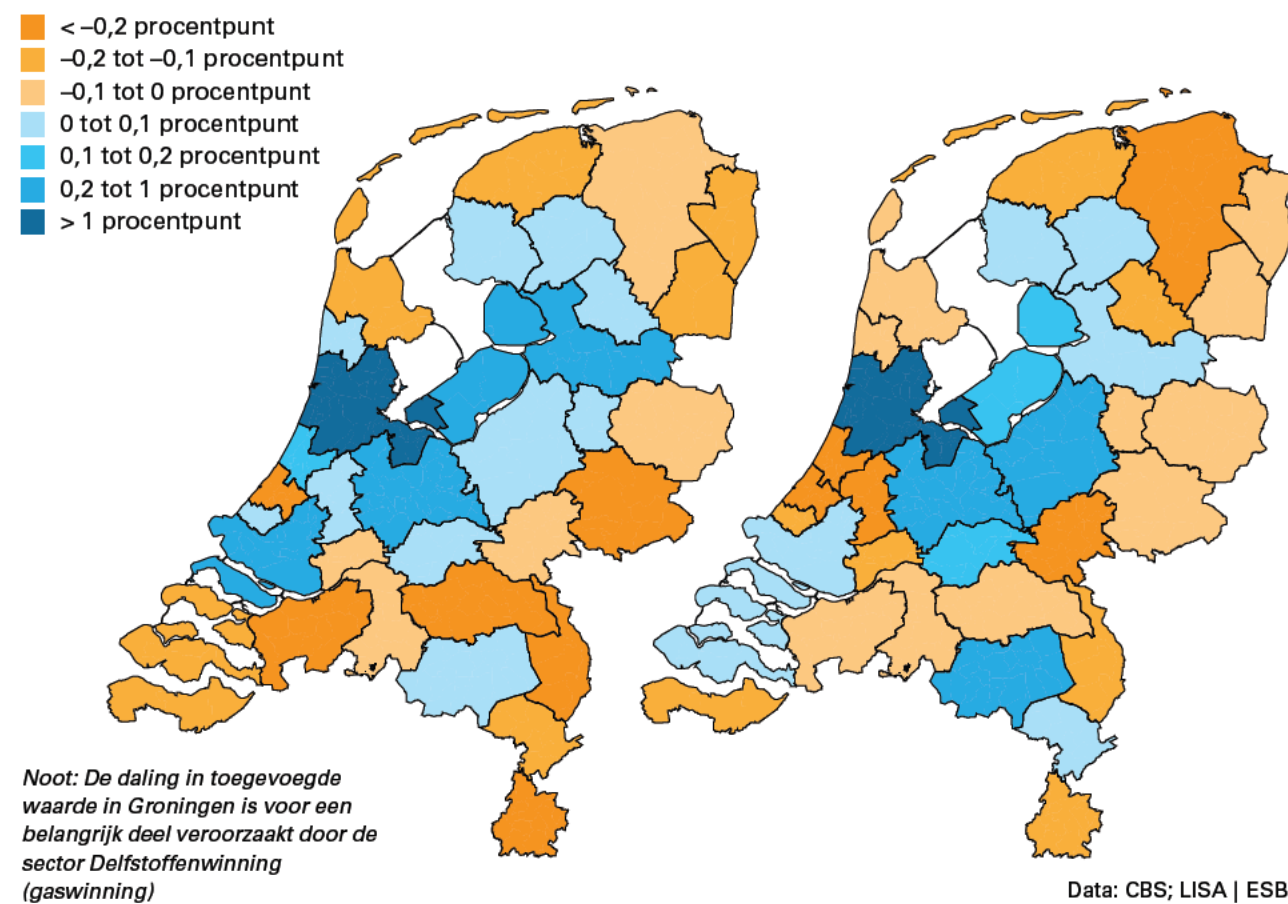 < –0,2 procentpunt
–0,2 tot –0,1 procentpunt
–0,1 tot 0 procentpunt
0 tot 0,1 procentpunt
0,1 tot 0,2 procentpunt
0,2 tot 1 procentpunt
> 1 procentpunt
Noot: De daling in toegevoegde
waarde in Groningen is voor een
belangrijk deel veroorzaakt door de
sector Delfstoffenwinning
(gaswinning)
Data: CBS; LISA | ESB